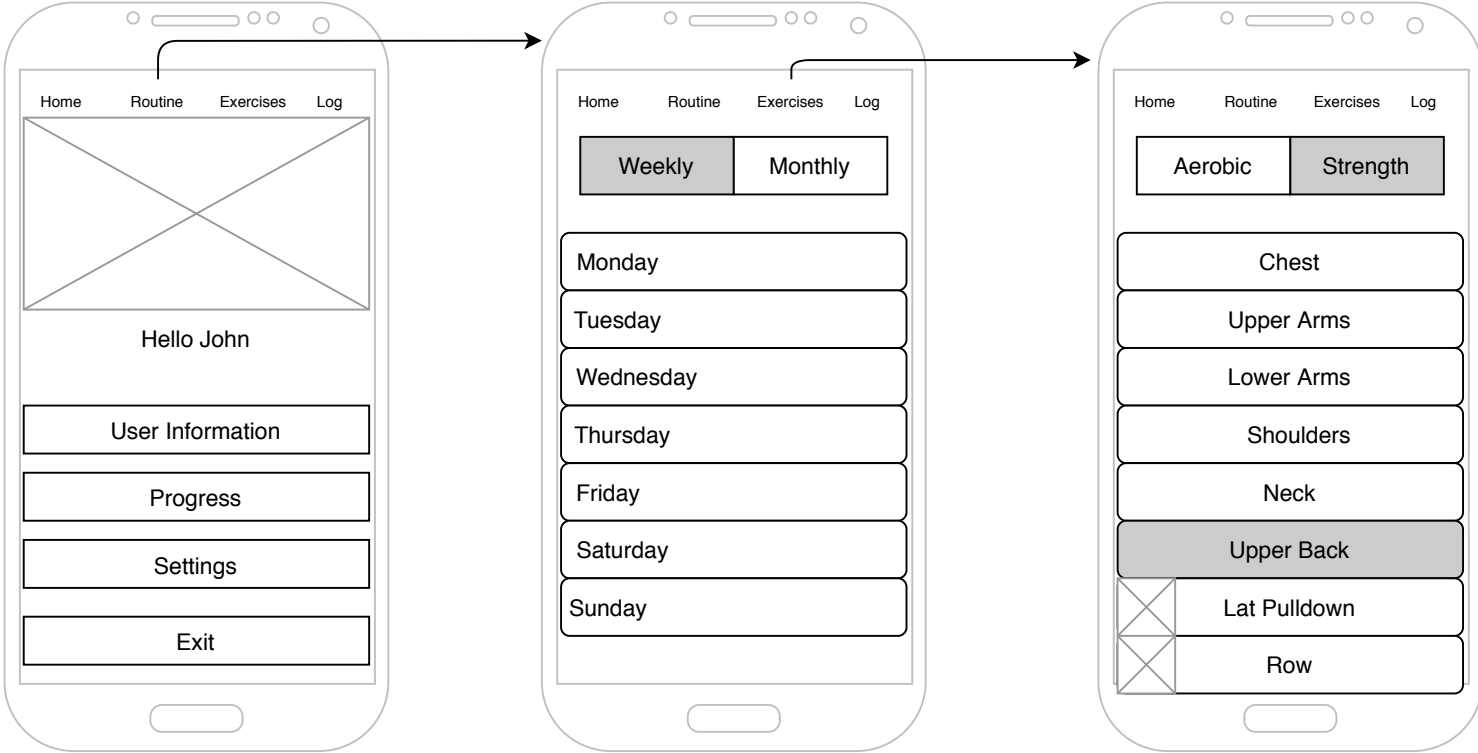 Home Routine Exercises Log
Hello John
User Information
Progress
Settings
Exit
Home Routine Exercises Log
Weekly Monthly
Monday
Tuesday
Wednesday
Thursday
Friday
Saturday
Sunday
Home Routine Exercises Log
Aerobic Strength
Chest
Upper Arms
Lower Arms
Shoulders
Neck
Upper Back
Lat Pulldown
Row